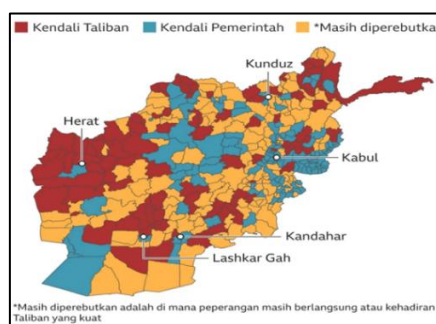 Kendali Taliban Kendali Pemerintah *Masih diperebutka
Kunduz
Herat
Kabul
Kandahar
Lashkar Gah
*Masih diperebutkan adalah di mana peperangan masih berlangsung atau kehadiran
Taliban yang kuat